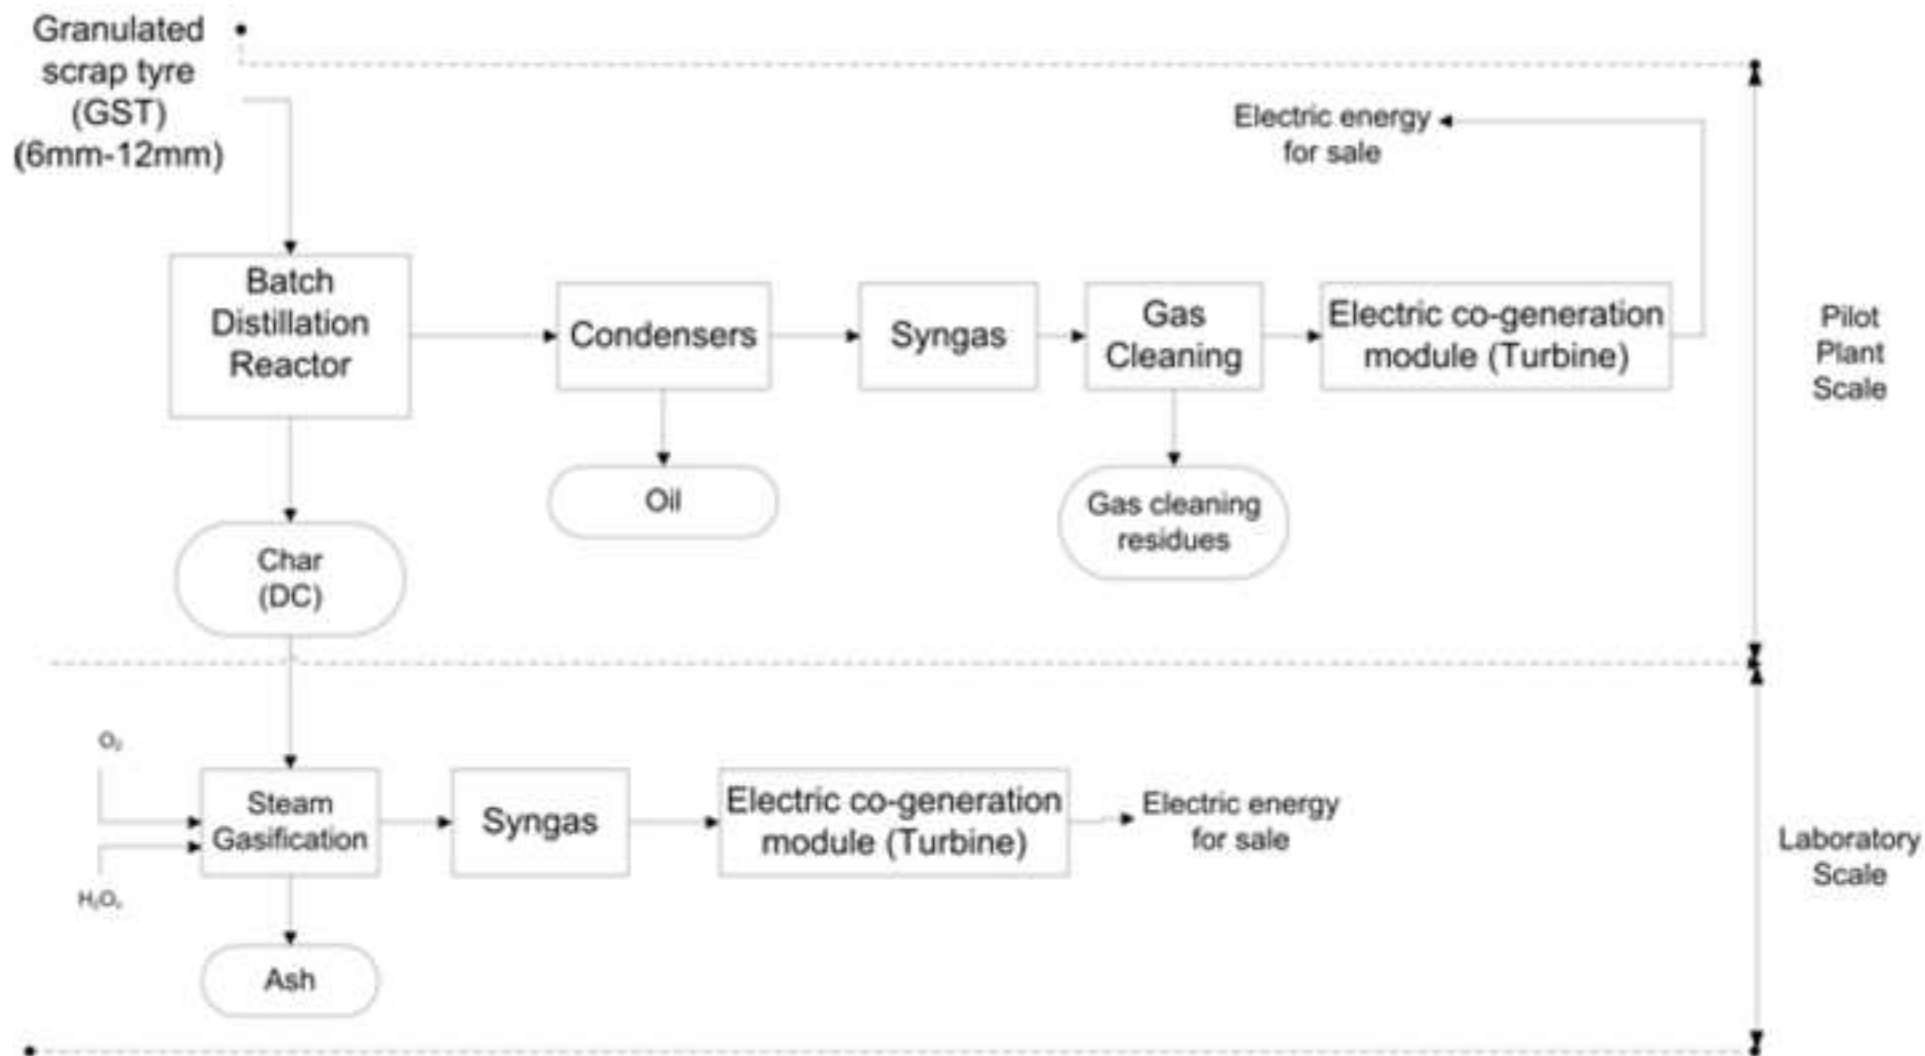 Granulated
scrap tyre
(GST)
(6mm-12mm)
Electric energy
for sale
Batch
Distillation
Reactor
Condensers
Syngas
Gas
Cleaning
Electric co-generation
module (Turbine)
Pilot
Plant
Scale
Oil
Gas cleaning
residues
Char
(DC)
O₂
Steam
Gasification
Syngas
Electric co-generation
module (Turbine)
Electric energy
for sale
Laboratory
Scale
Ash